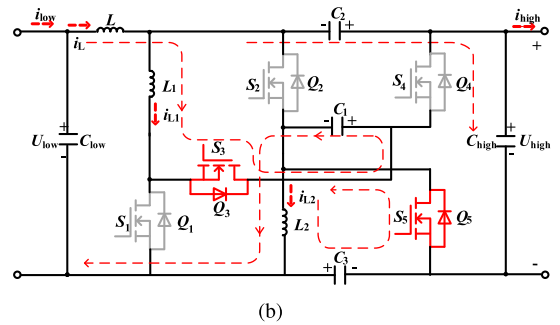 i_low L C_2 i_high
i_L - + +
L_1 S_2 Q_2 S_4 Q_4
i_L1 C_1
+ - +
U_low C_low S_3 C_high U_high
- -
Q_3 i_L2
S_1 Q_1 L_2 S_5 Q_5
C_3
+ - -
(b)